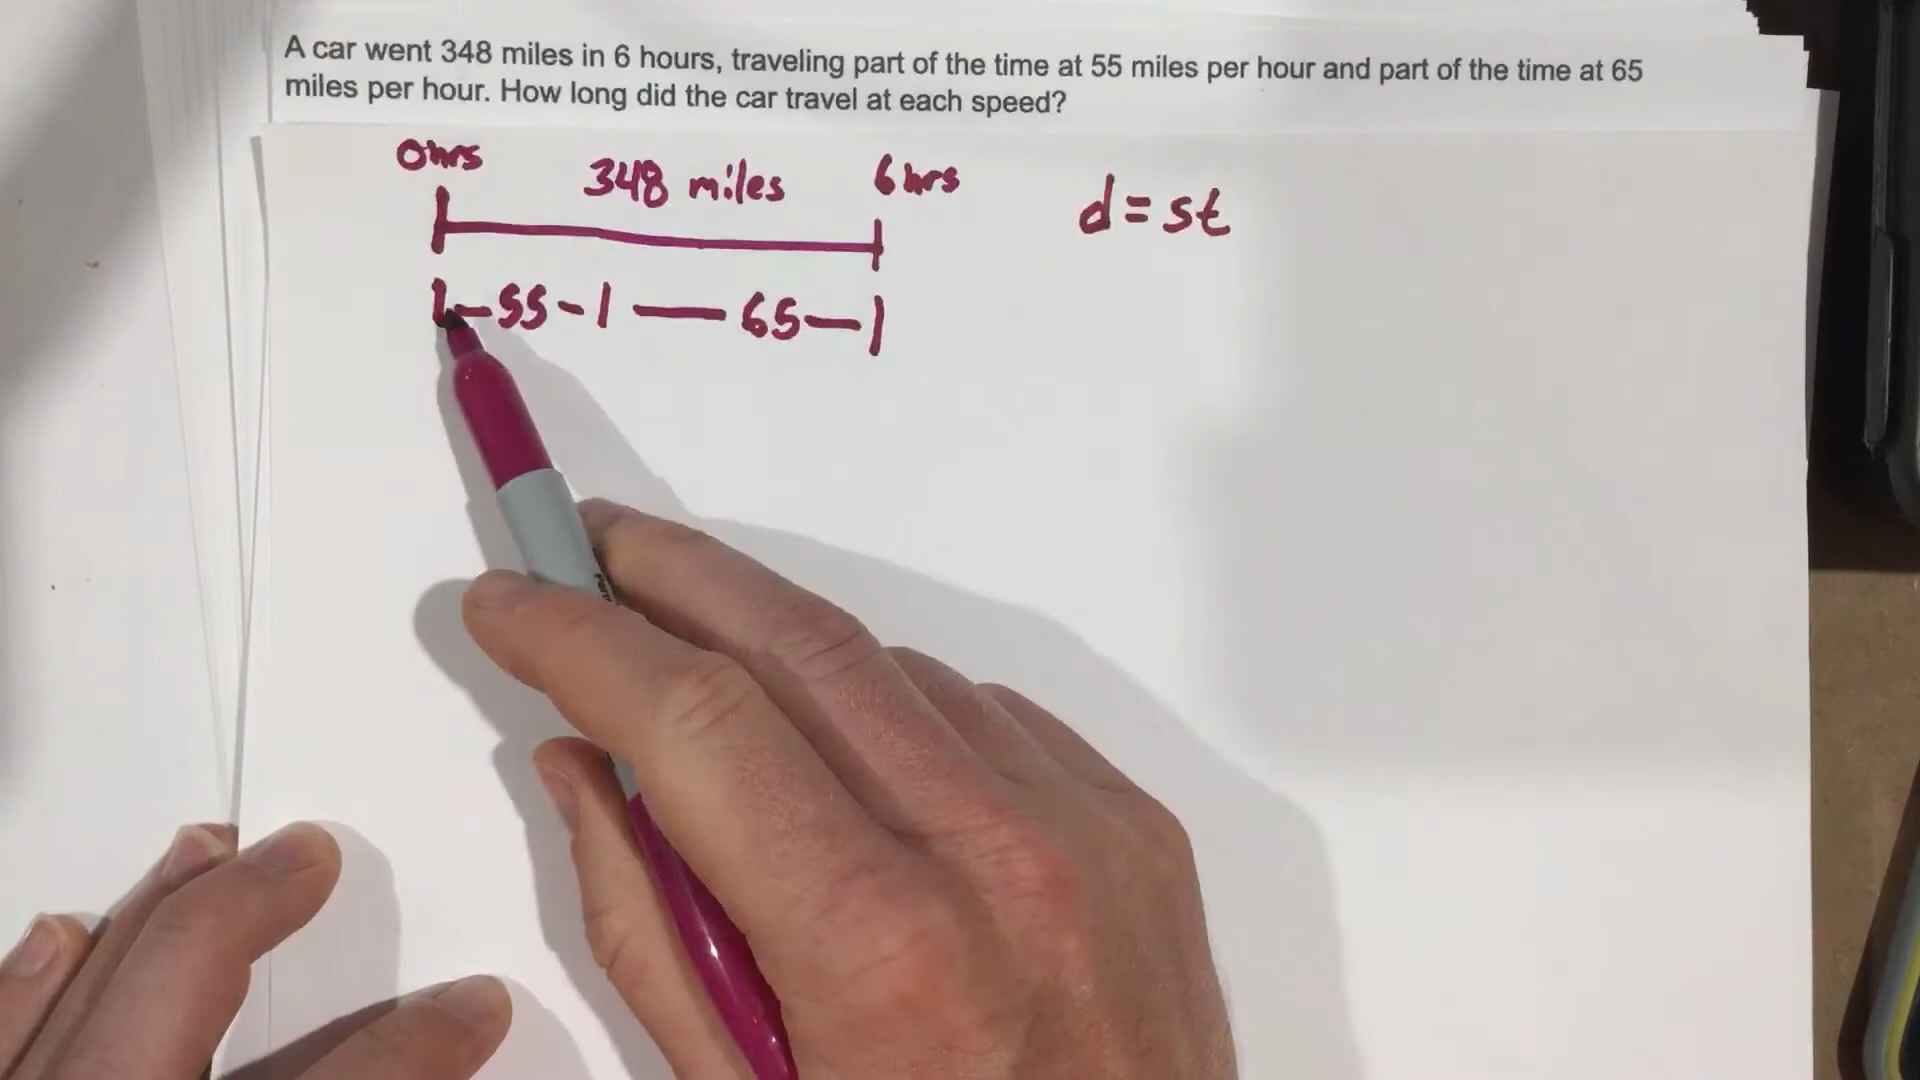 A car went 348 miles in 6 hours, traveling part of the time at 55 miles per hour and part of the time at 65
miles per hour. How long did the car travel at each speed?
0hrs 348 miles 6hrs
d=st
55 65